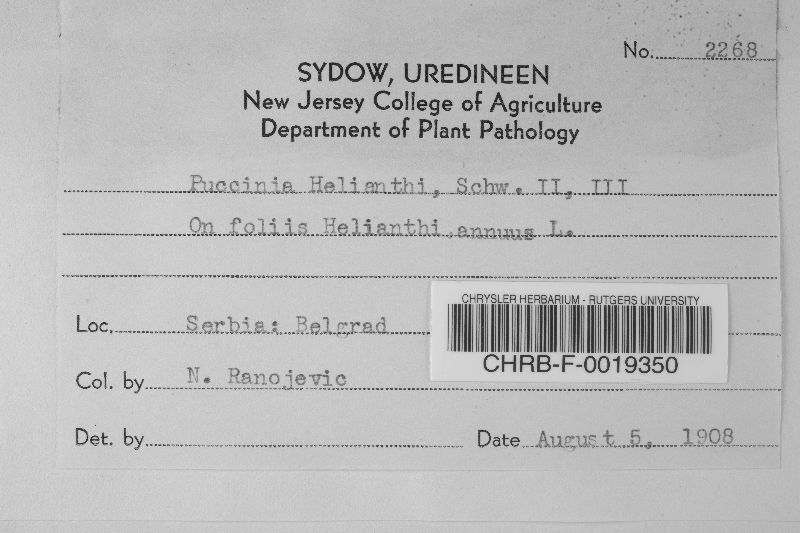 No. 2268
SYDOW, UREDINEEN
New Jersey College of Agriculture
Department of Plant Pathology
Puccinia Helianthi, Schw. II, III
On foliis Helianthi annuus L.
Loc. Serbia: Belgrad
CHRYSLER HERBARIUM - RUTGERS UNIVERSITY
CHRB-F-0019350
Col. by N. Ranojevic
Det. by
Date August 5, 1908